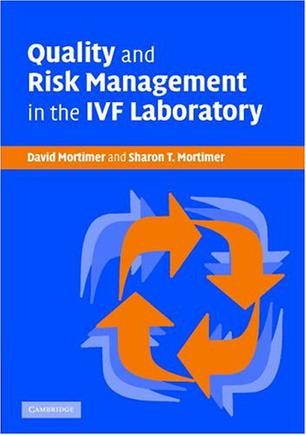 Quality and
Risk Management
in the IVF Laboratory
David Mortimer and Sharon T. Mortimer
CAMBRIDGE